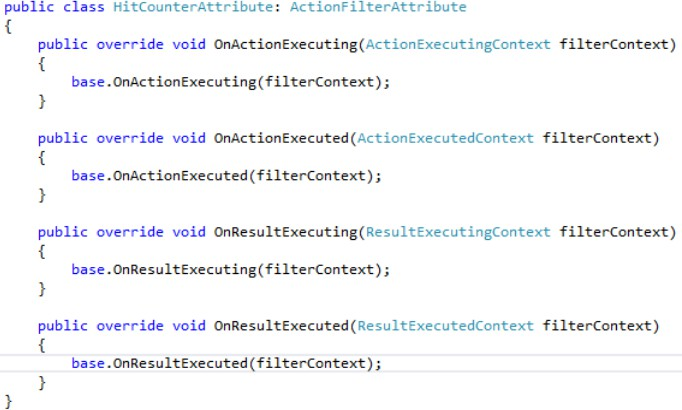 public class HitCounterAttribute: ActionFilterAttribute
{
    public override void OnActionExecuting(ActionExecutingContext filterContext)
    {
        base.OnActionExecuting(filterContext);
    }

    public override void OnActionExecuted(ActionExecutedContext filterContext)
    {
        base.OnActionExecuted(filterContext);
    }

    public override void OnResultExecuting(ResultExecutingContext filterContext)
    {
        base.OnResultExecuting(filterContext);
    }

    public override void OnResultExecuted(ResultExecutedContext filterContext)
    {
        base.OnResultExecuted(filterContext);
    }
}